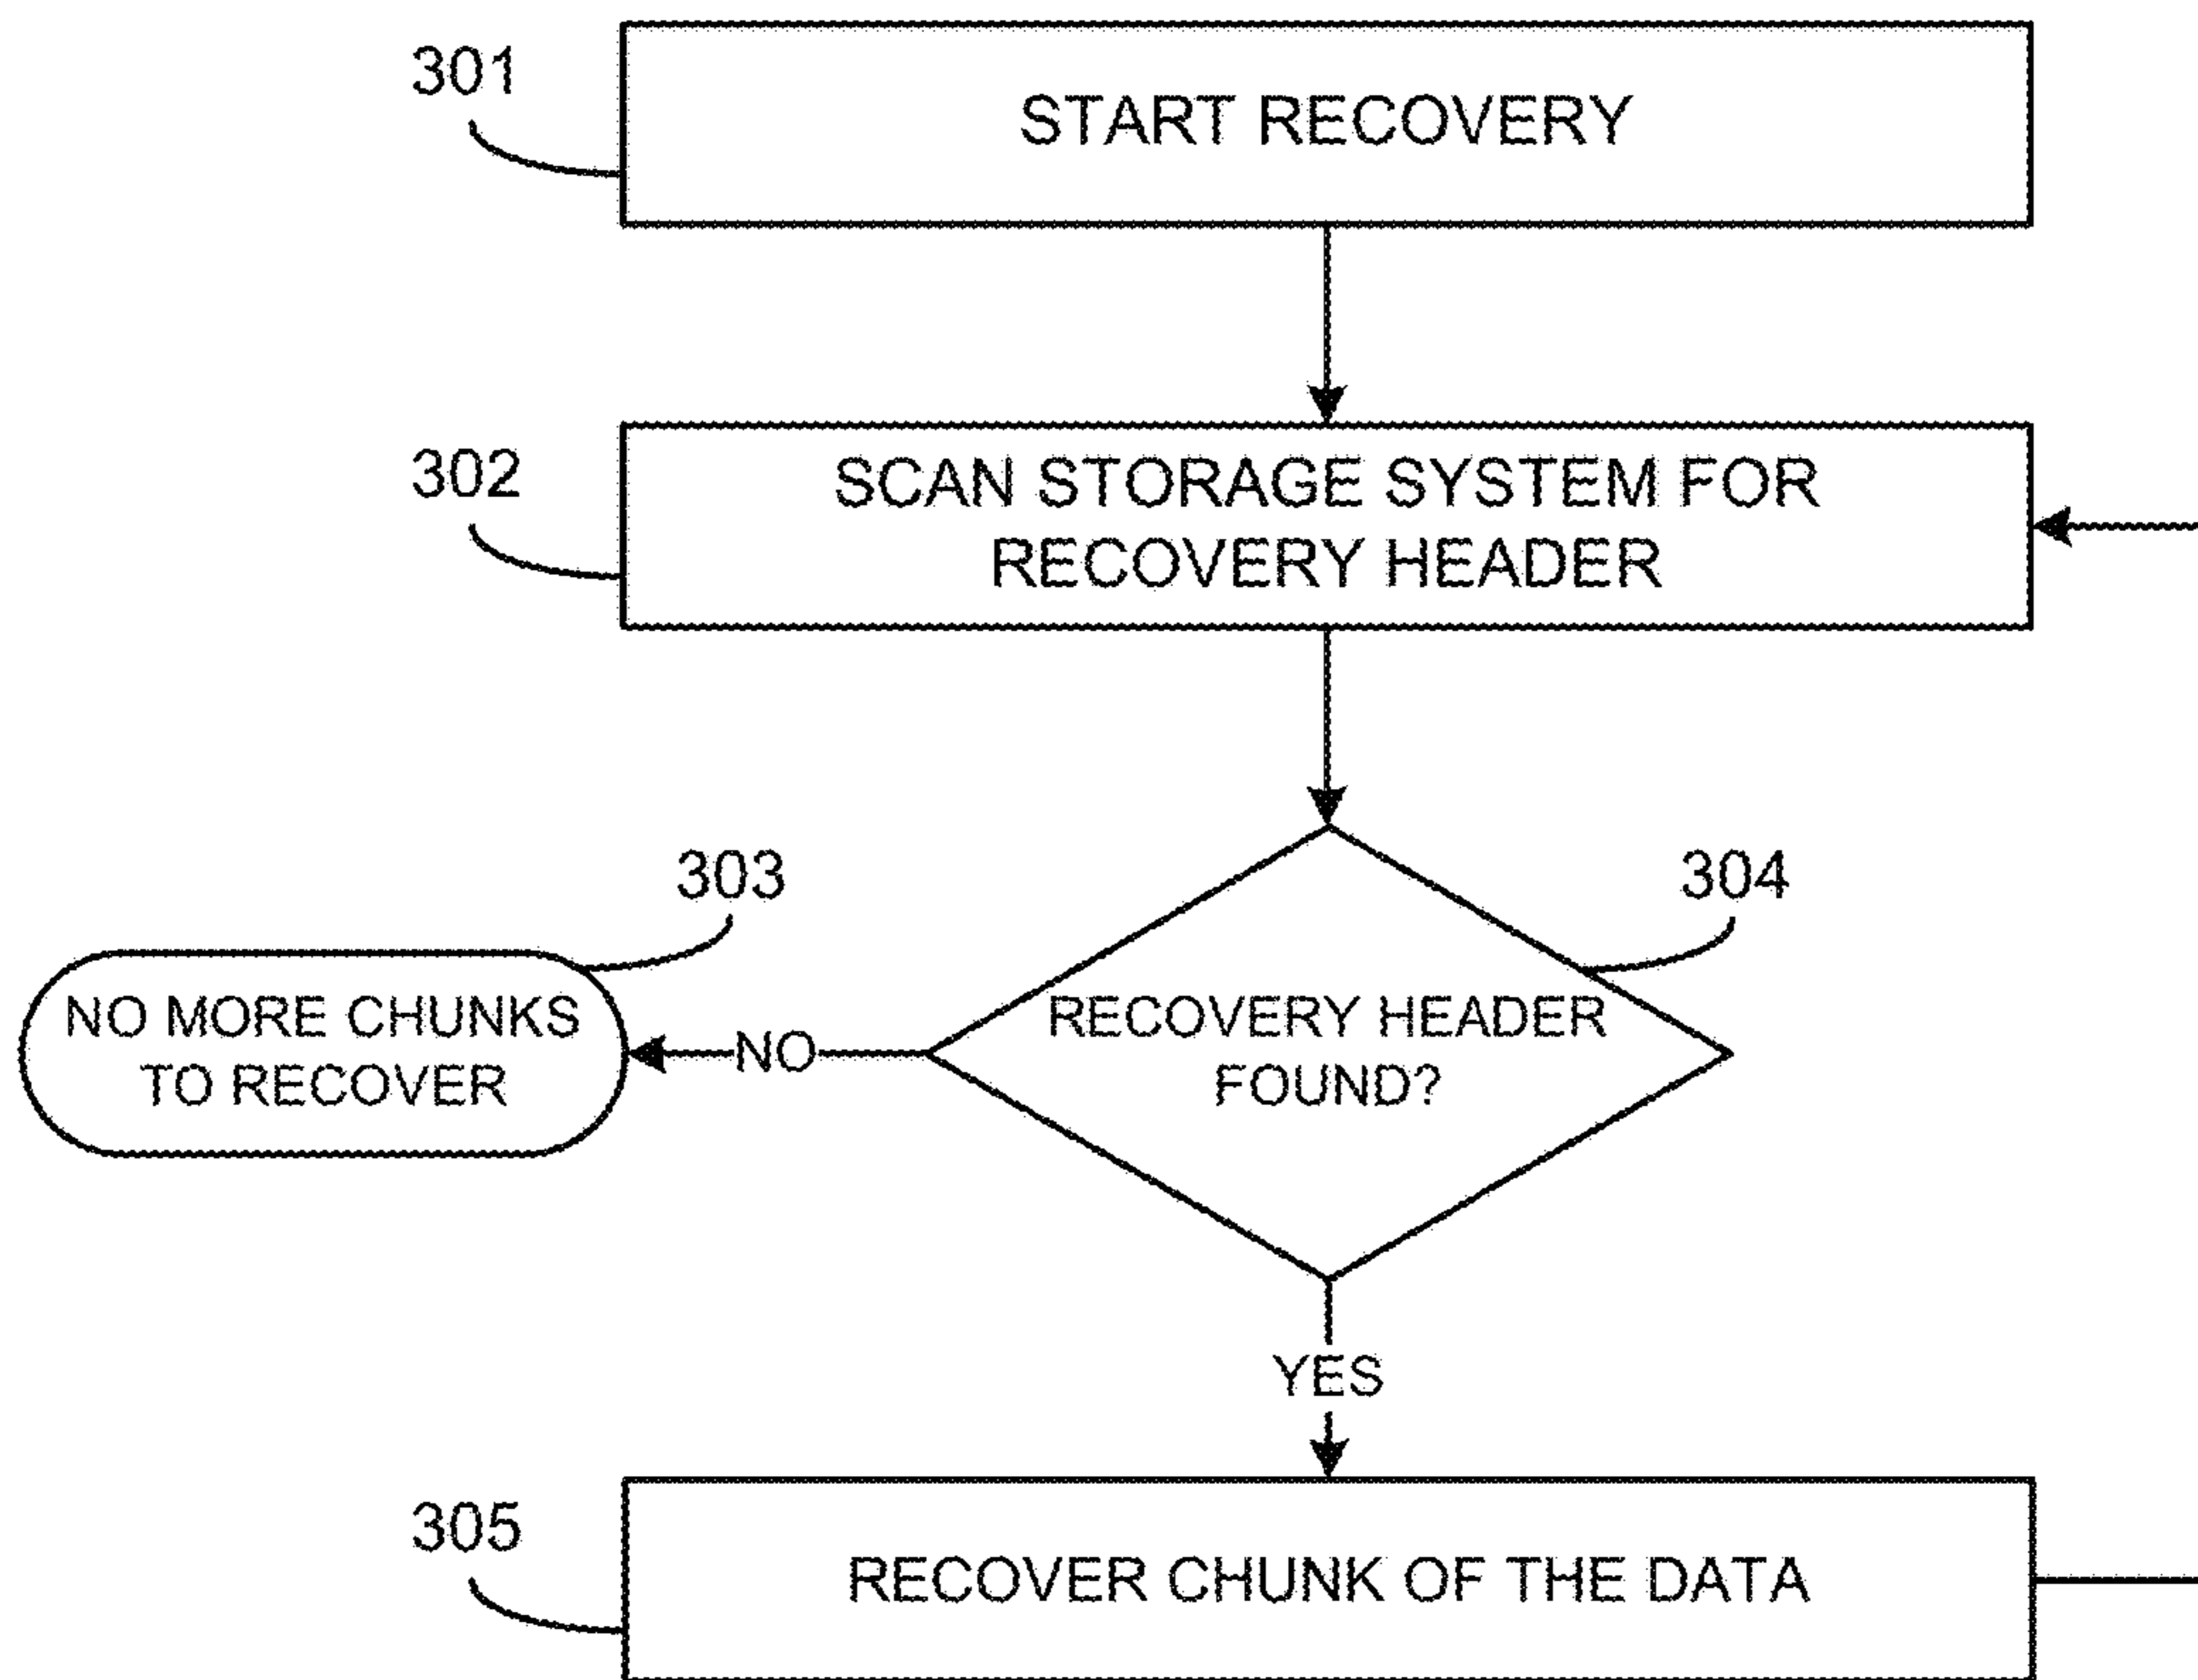 301
START RECOVERY
302
SCAN STORAGE SYSTEM FOR
RECOVERY HEADER
303
304
NO MORE CHUNKS
TO RECOVER
NO
RECOVERY HEADER
FOUND?
YES
305
RECOVER CHUNK OF THE DATA